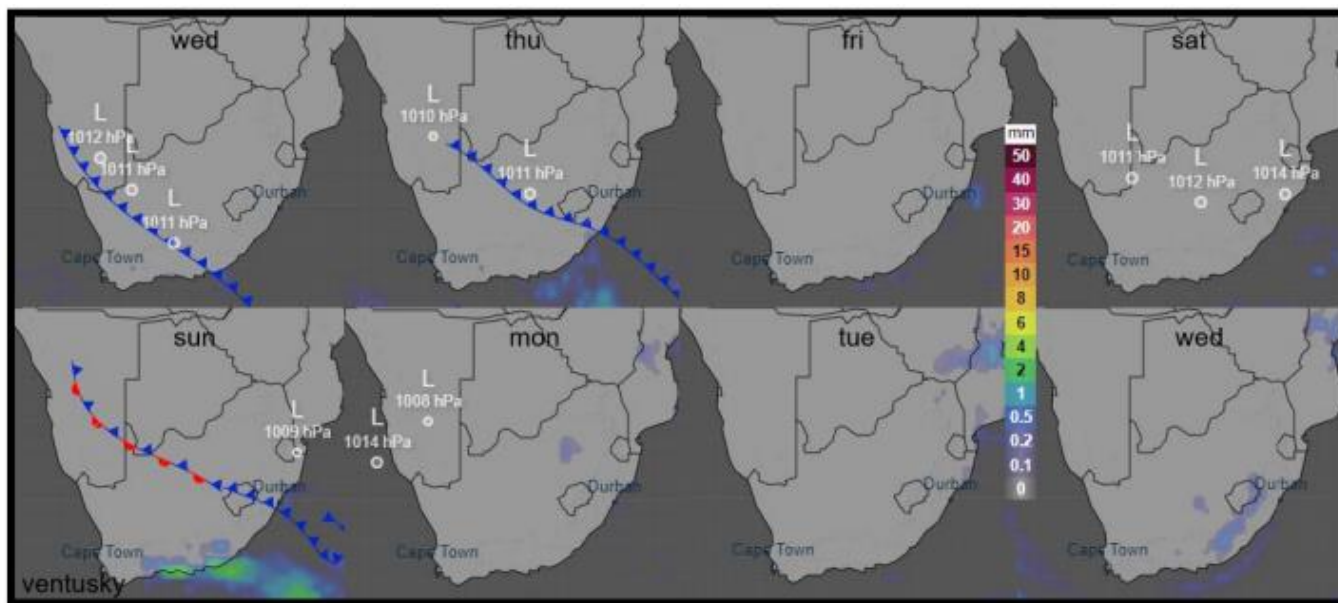 wed
L
1012 hPa
L
1011 hPa
L
1011 hPa
Cape Town
thu
L
1010 hPa
L
1011 hPa
Durban
Cape Town
fri
Durban
Cape Town
mm
50
40
30
20
15
10
8
6
4
2
1
0.5
0.2
0.1
0
sat
L
1011 hPa
L
1012 hPa
L
1014 hPa
Durban
Cape Town
sun
L
1009 hPa
Durban
Cape Town
ventusky
mon
L
1008 hPa
L
1014 hPa
Durban
Cape Town
tue
Durban
Cape Town
wed
Durban
Cape Town